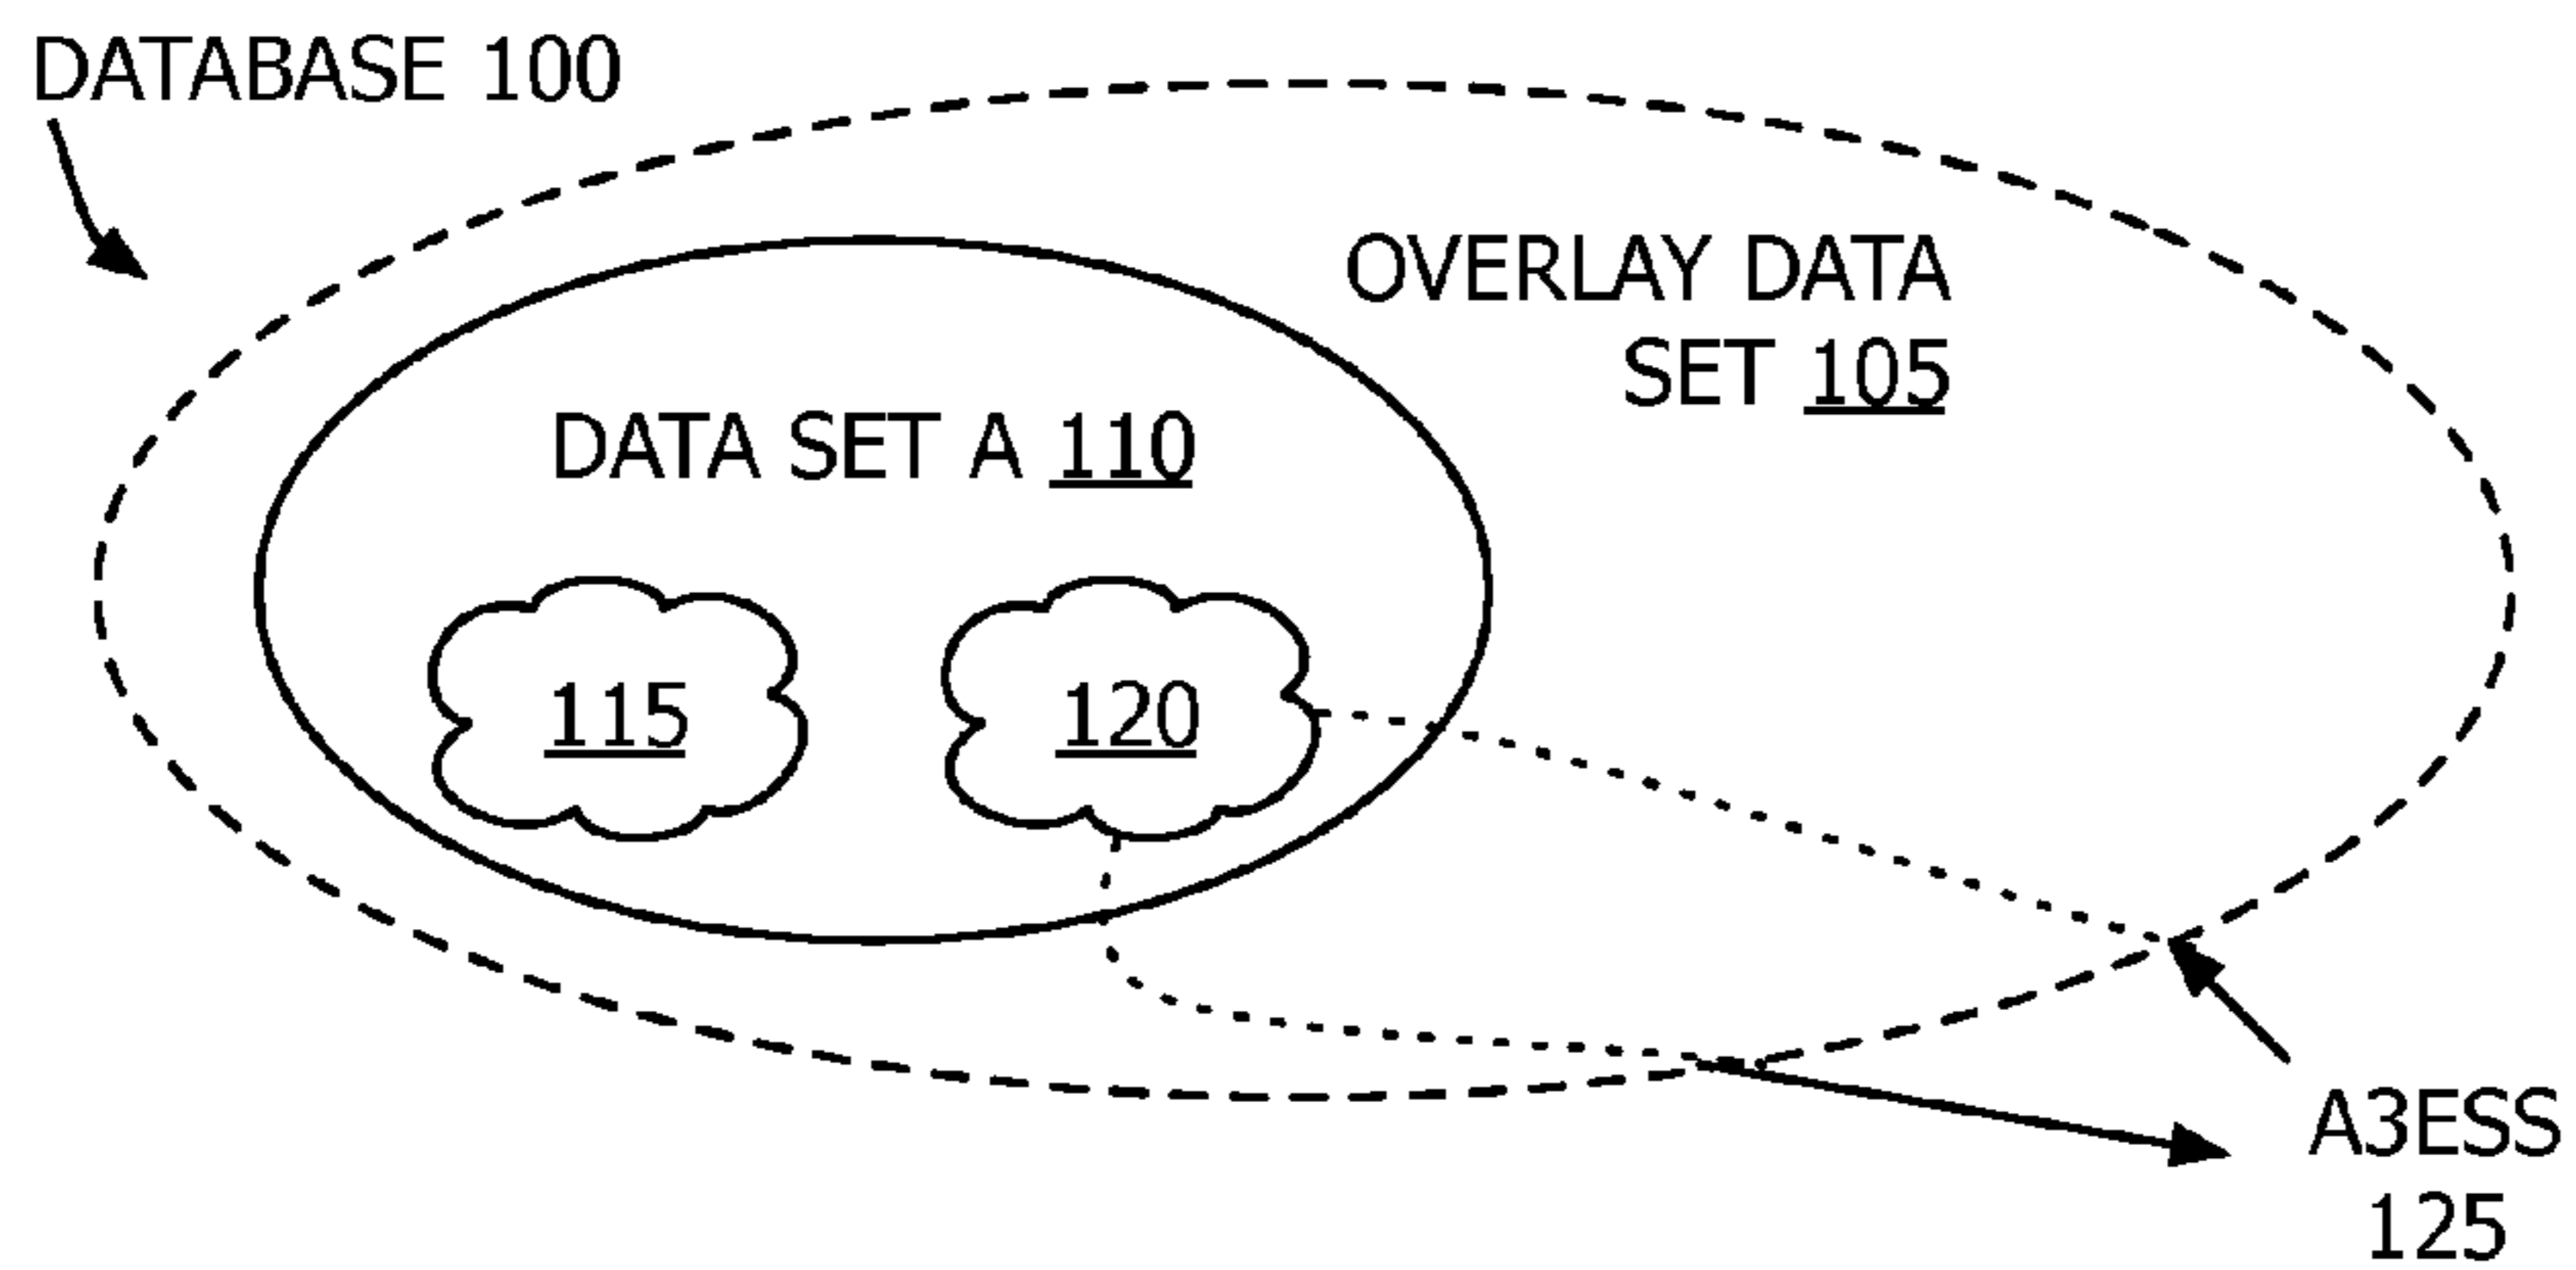 DATABASE 100
OVERLAY DATA
SET 105
DATA SET A 110
115
120
A3ESS
125